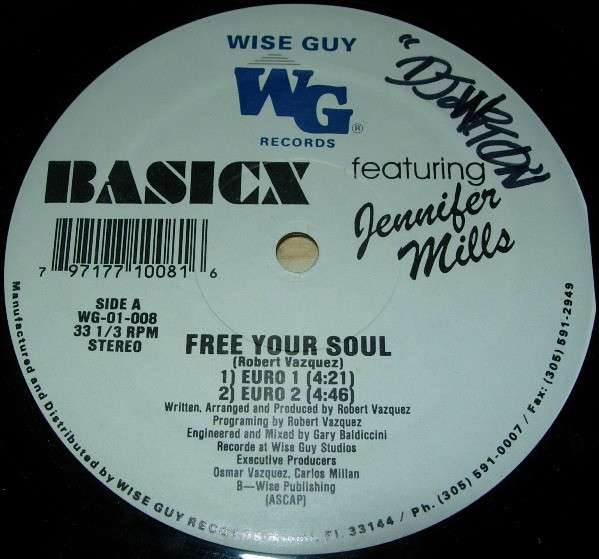 WISE GUY
WG®
RECORDS
BASICX
featuring
Jennifer
Mills
7 97177 10081 6
SIDE A
WG-01-008
33 1/3 RPM
STEREO
FREE YOUR SOUL
(Robert Vazquez)
1) EURO 1 (4:21)
2) EURO 2 (4:46)
Written, Arranged and Produced by Robert Vazquez
Programing by Robert Vazquez
Engineered and Mixed by Gary Baldiccini
Recorde at Wise Guy Studios
Executive Producers
Osmar Vazquez, Carlos Millan
B—Wise Publishing
(ASCAP)
Manufactured and Distributed by WISE GUY RECO Fl. 33144 / Ph. (305) 591-0007 / Fax: (305) 591-2949